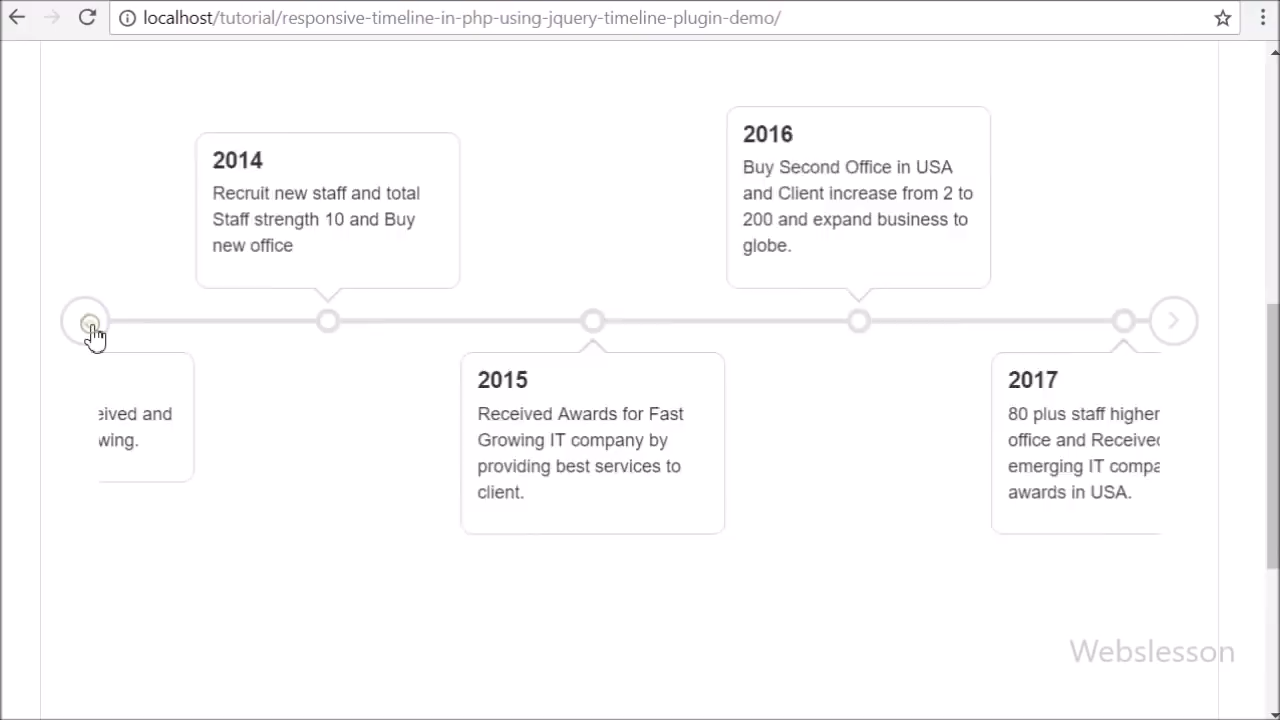 localhost/tutorial/responsive-timeline-in-php-using-jquery-timeline-plugin-demo/
2014
Recruit new staff and total
Staff strength 10 and Buy
new office
2016
Buy Second Office in USA
and Client increase from 2 to
200 and expand business to
globe.
eived and
wing.
2015
Received Awards for Fast
Growing IT company by
providing best services to
client.
2017
80 plus staff higher
office and Received
emerging IT compa
awards in USA.
Webslesson